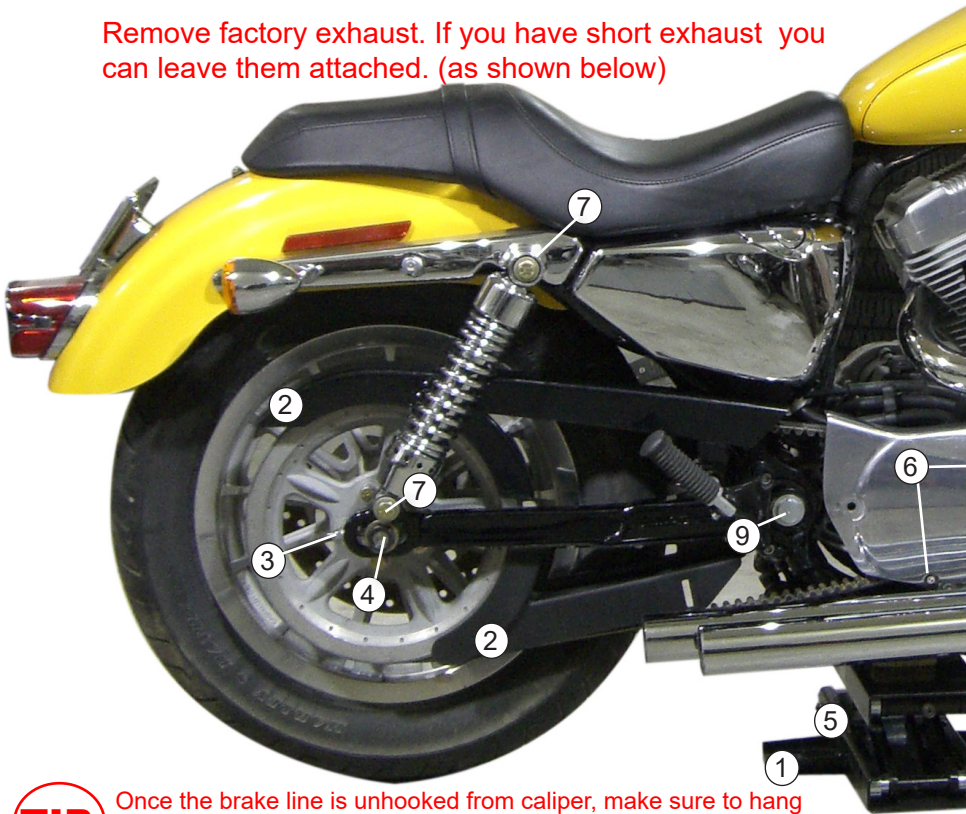 Remove factory exhaust. If you have short exhaust you
can leave them attached. (as shown below)
7
2
7
6
9
3
4
2
5
1
TIP
Once the brake line is unhooked from caliper, make sure to hang